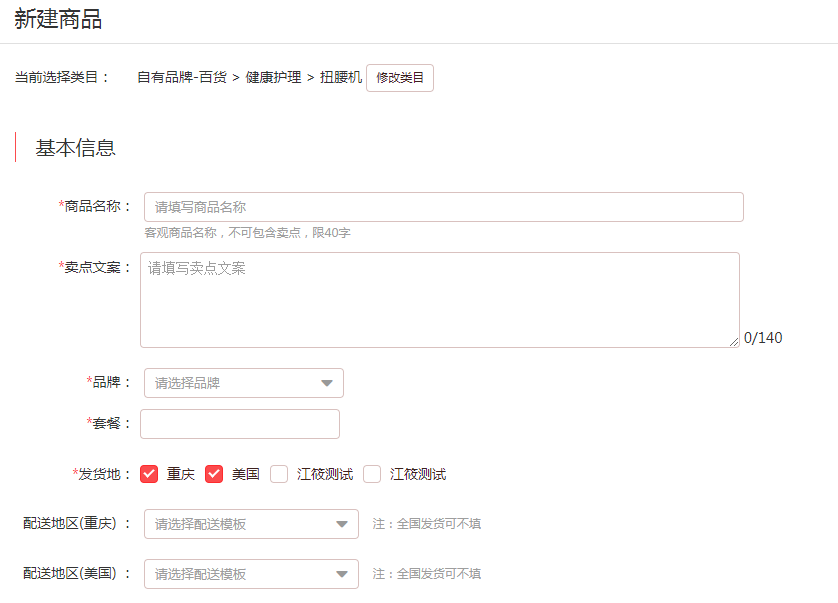 新建商品
当前选择类目： 自有品牌-百货 > 健康护理 > 扭腰机 修改类目
基本信息
*商品名称： 请填写商品名称
客观商品名称，不可包含卖点，限40字
*卖点文案： 请填写卖点文案
0/140
*品牌： 请选择品牌
*套餐：
*发货地： 重庆 美国 江筱测试 江筱测试
配送地区(重庆) ： 请选择配送模板 注：全国发货可不填
配送地区(美国) ： 请选择配送模板 注：全国发货可不填